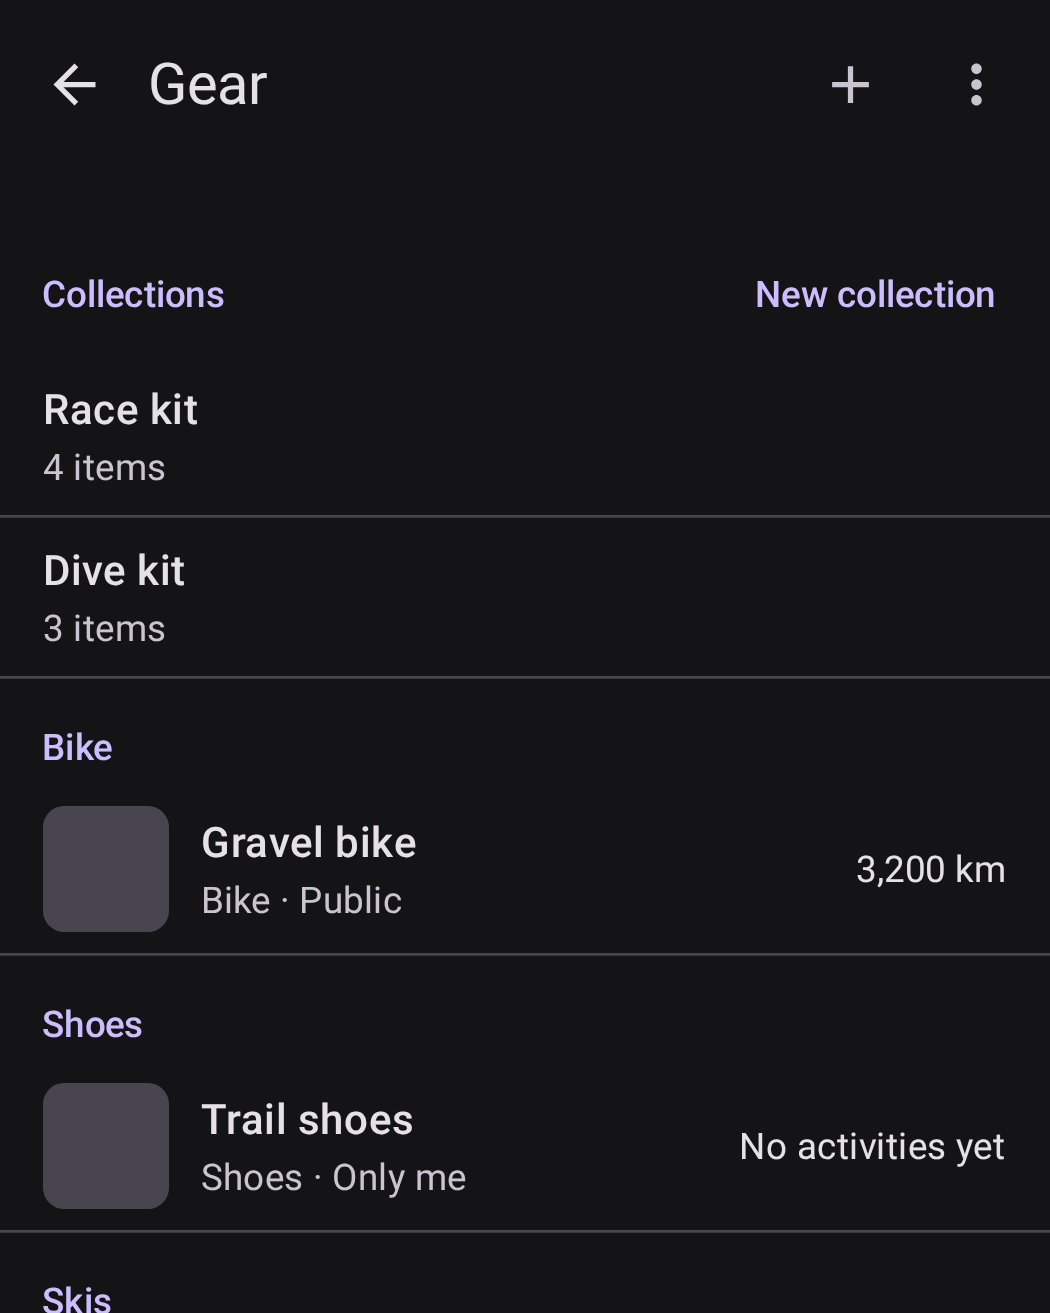 Gear
Collections
New collection
Race kit
4 items
Dive kit
3 items
Bike
Gravel bike
Bike · Public
3,200 km
Shoes
Trail shoes
Shoes · Only me
No activities yet
Skis